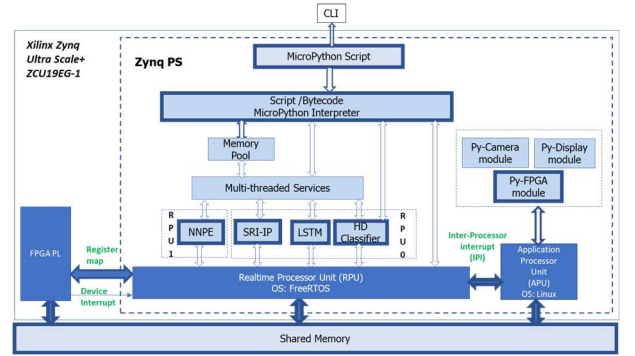 CLI
Xilinx Zynq
Ultra Scale+
ZCU19EG-1
Zynq PS
MicroPython Script
Script /Bytecode
MicroPython Interpreter
Memory
Pool
Py-Camera
module
Py-Display
module
Py-FPGA
module
Multi-threaded Services
RPU1
NNPE
SRI-IP
LSTM
HD
Classifier
RPU0
FPGA PL
Register
map
Device
Interrupt
Realtime Processor Unit (RPU)
OS: FreeRTOS
Inter-Processor
interrupt
(IPI)
Application
Processor
Unit
(APU)
OS: Linux
Shared Memory